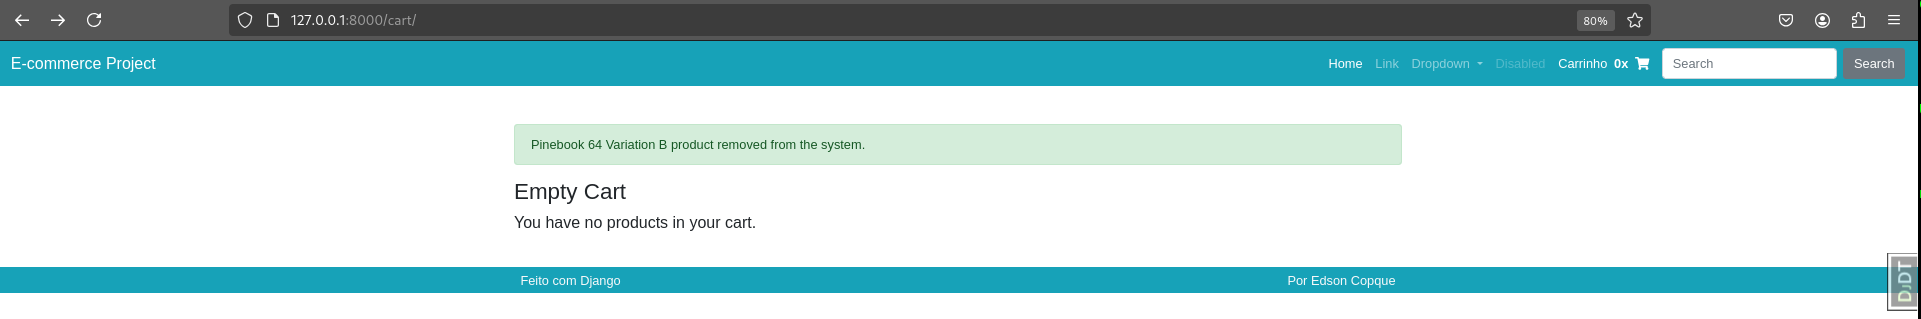 127.0.0.1:8000/cart/ 80%
E-commerce Project Home Link Dropdown Disabled Carrinho 0x Search Search
Pinebook 64 Variation B product removed from the system.
Empty Cart
You have no products in your cart.
Feito com Django Por Edson Copque
DJDT